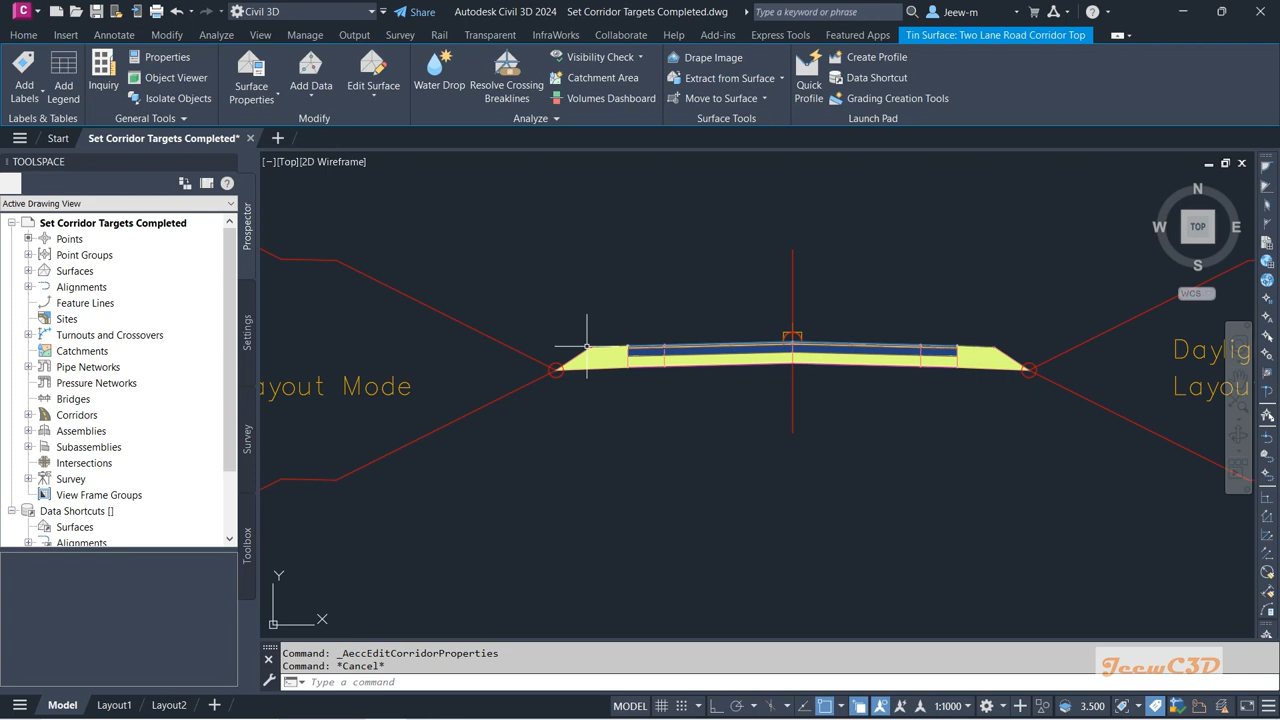 Civil 3D
Share
Autodesk Civil 3D 2024 Set Corridor Targets Completed.dwg
Type a keyword or phrase
Jeew-m
Home Insert Annotate Modify Analyze View Manage Output Survey Rail Transparent InfraWorks Collaborate Help Add-ins Express Tools Featured Apps Tin Surface: Two Lane Road Corridor Top
Add Labels
Add Legend
Inquiry
Properties
Object Viewer
Isolate Objects
Surface Properties
Add Data
Edit Surface
Water Drop
Resolve Crossing Breaklines
Visibility Check
Catchment Area
Volumes Dashboard
Drape Image
Extract from Surface
Move to Surface
Quick Profile
Create Profile
Data Shortcut
Grading Creation Tools
Labels & Tables
General Tools
Modify
Analyze
Surface Tools
Launch Pad
Start
Set Corridor Targets Completed*
TOOLSPACE
[−][Top][2D Wireframe]
Active Drawing View
Set Corridor Targets Completed
Points
Point Groups
Surfaces
Alignments
Feature Lines
Sites
Turnouts and Crossovers
Catchments
Pipe Networks
Pressure Networks
Bridges
Corridors
Assemblies
Subassemblies
Intersections
Survey
View Frame Groups
Data Shortcuts []
Surfaces
Alignments
Prospector
Settings
Survey
Toolbox
N
W TOP E
S
WCS
ayout Mode
Daylig
Layou
Y
X
Command: _AeccEditCorridorProperties
Command: *Cancel*
Type a command
JeewC3D
Model Layout1 Layout2
MODEL
1:1000
3.500